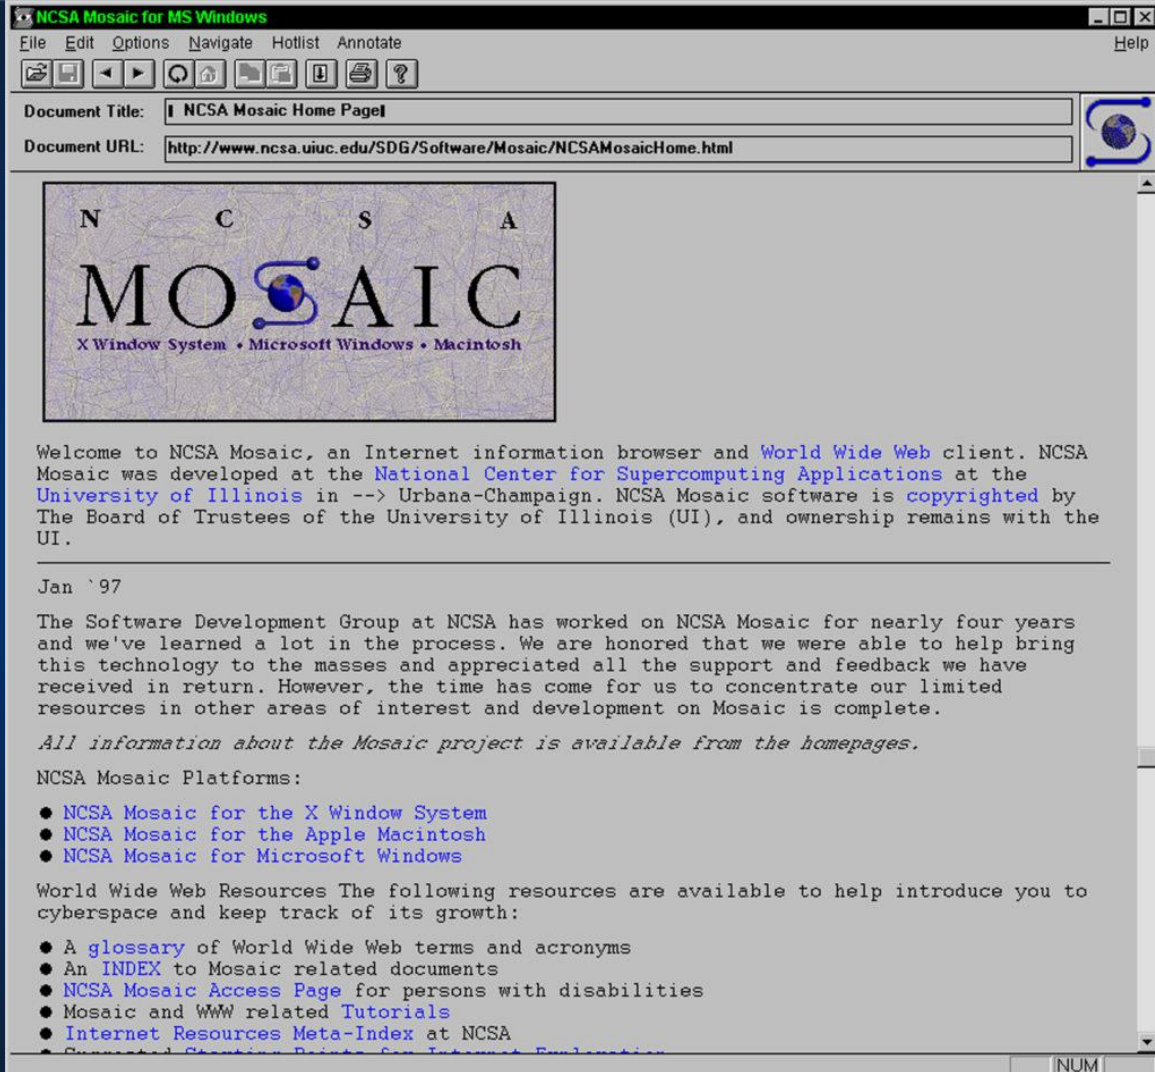 NCSA Mosaic for MS Windows
File Edit Options Navigate Hotlist Annotate Help
Document Title: NCSA Mosaic Home Page
Document URL: http://www.ncsa.uiuc.edu/SDG/Software/Mosaic/NCSAMosaicHome.html
N C S A
MOSAIC
X Window System • Microsoft Windows • Macintosh
Welcome to NCSA Mosaic, an Internet information browser and World Wide Web client. NCSA
Mosaic was developed at the National Center for Supercomputing Applications at the
University of Illinois in --> Urbana-Champaign. NCSA Mosaic software is copyrighted by
The Board of Trustees of the University of Illinois (UI), and ownership remains with the
UI.
Jan `97
The Software Development Group at NCSA has worked on NCSA Mosaic for nearly four years
and we've learned a lot in the process. We are honored that we were able to help bring
this technology to the masses and appreciated all the support and feedback we have
received in return. However, the time has come for us to concentrate our limited
resources in other areas of interest and development on Mosaic is complete.
All information about the Mosaic project is available from the homepages.
NCSA Mosaic Platforms:
● NCSA Mosaic for the X Window System
● NCSA Mosaic for the Apple Macintosh
● NCSA Mosaic for Microsoft Windows
World Wide Web Resources The following resources are available to help introduce you to
cyberspace and keep track of its growth:
● A glossary of World Wide Web terms and acronyms
● An INDEX to Mosaic related documents
● NCSA Mosaic Access Page for persons with disabilities
● Mosaic and WWW related Tutorials
● Internet Resources Meta-Index at NCSA
● Suggested Starting Points for Internet Exploration
NUM